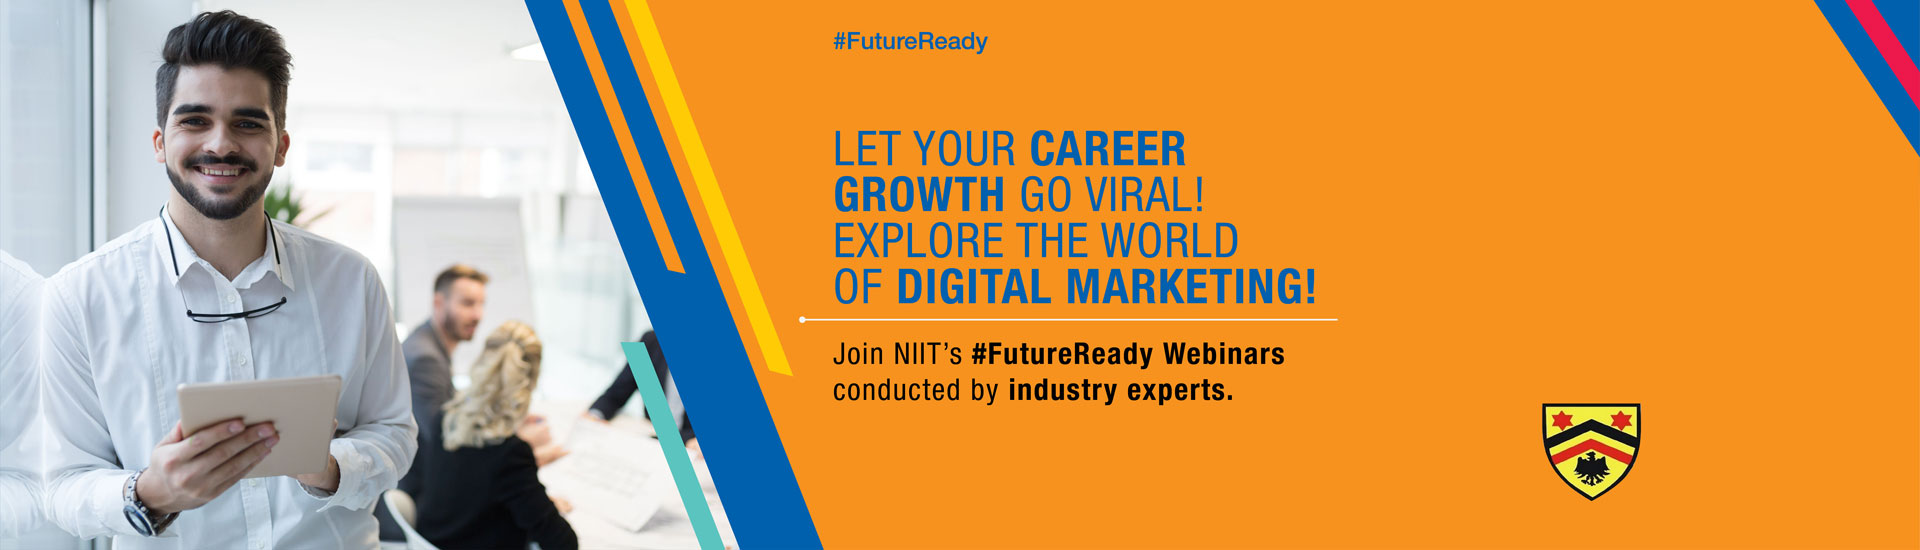 #FutureReady
LET YOUR CAREER
GROWTH GO VIRAL!
EXPLORE THE WORLD
OF DIGITAL MARKETING!
Join NIIT’s #FutureReady Webinars
conducted by industry experts.